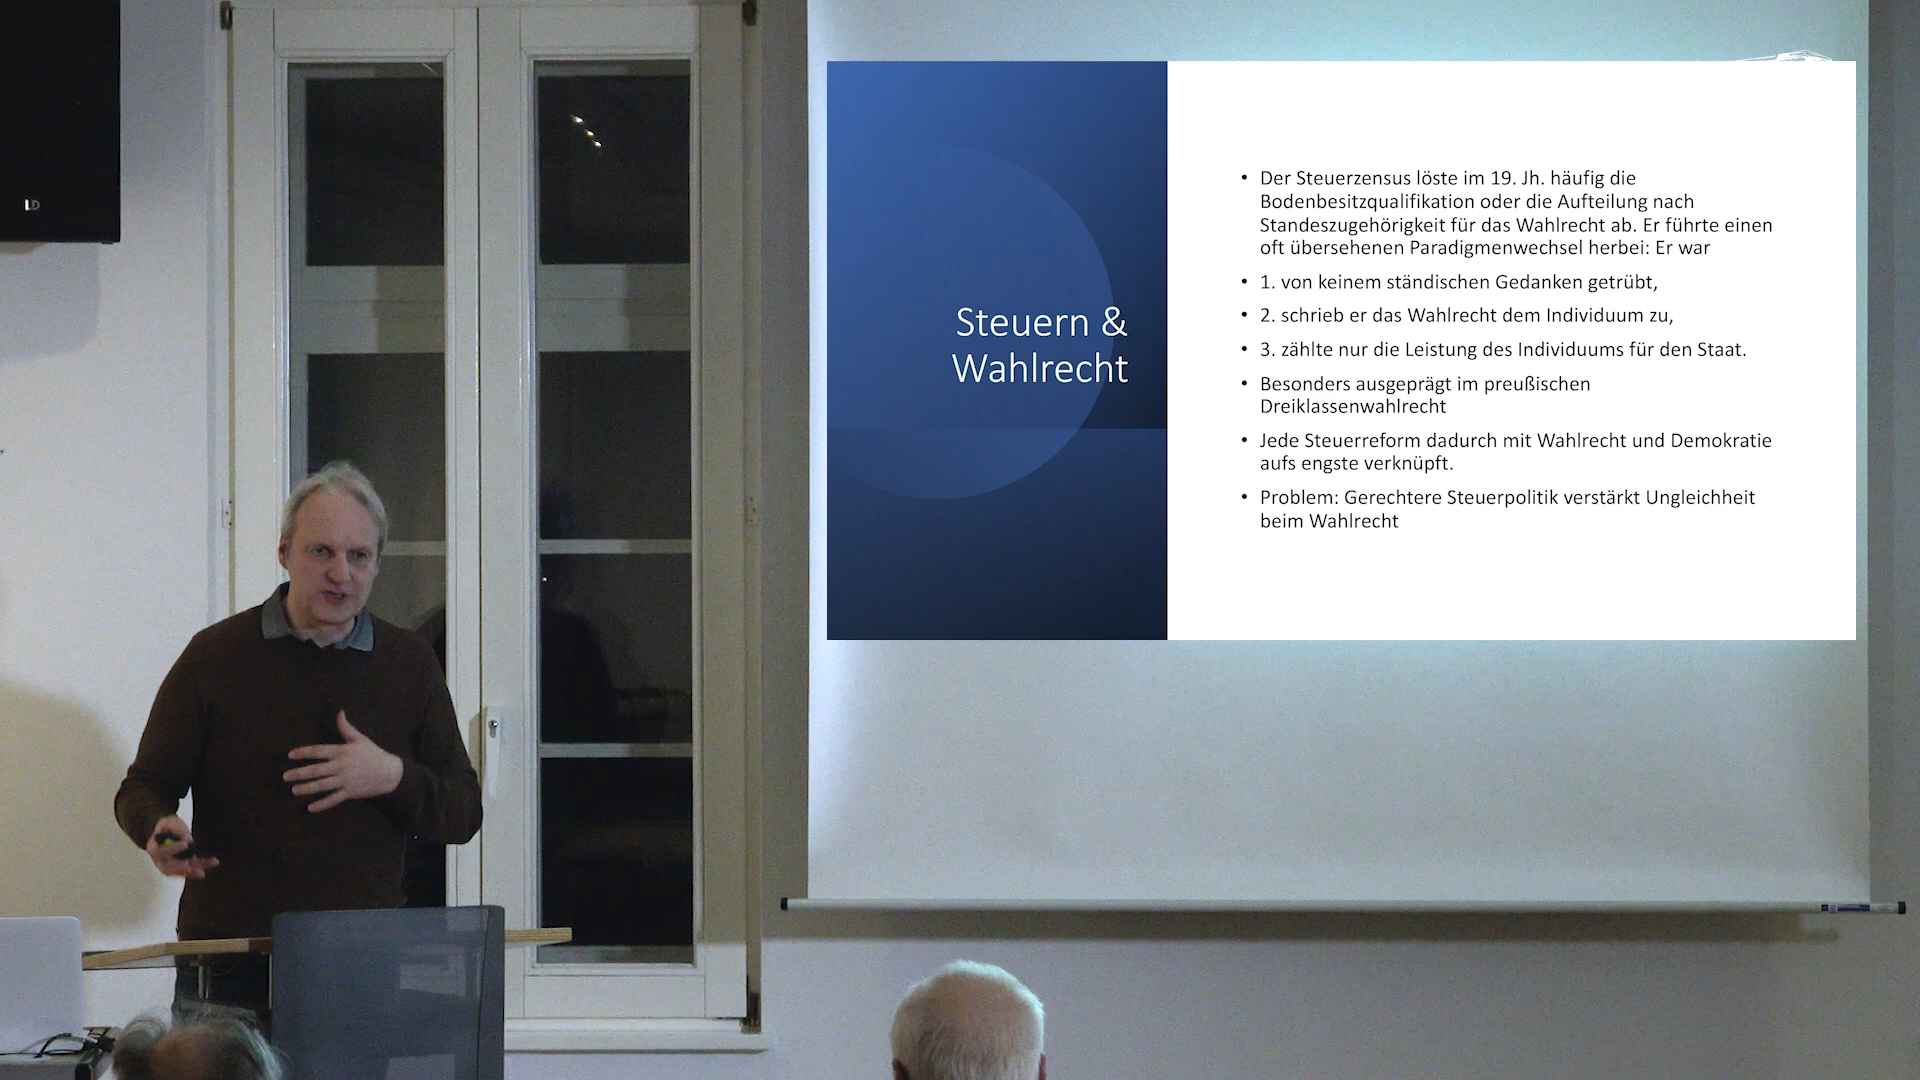 LD
Steuern &
Wahlrecht
• Der Steuerzensus löste im 19. Jh. häufig die
Bodenbesitzqualifikation oder die Aufteilung nach
Standeszugehörigkeit für das Wahlrecht ab. Er führte einen
oft übersehenen Paradigmenwechsel herbei: Er war
• 1. von keinem ständischen Gedanken getrübt,
• 2. schrieb er das Wahlrecht dem Individuum zu,
• 3. zählte nur die Leistung des Individuums für den Staat.
• Besonders ausgeprägt im preußischen
Dreiklassenwahlrecht
• Jede Steuerreform dadurch mit Wahlrecht und Demokratie
aufs engste verknüpft.
• Problem: Gerechtere Steuerpolitik verstärkt Ungleichheit
beim Wahlrecht